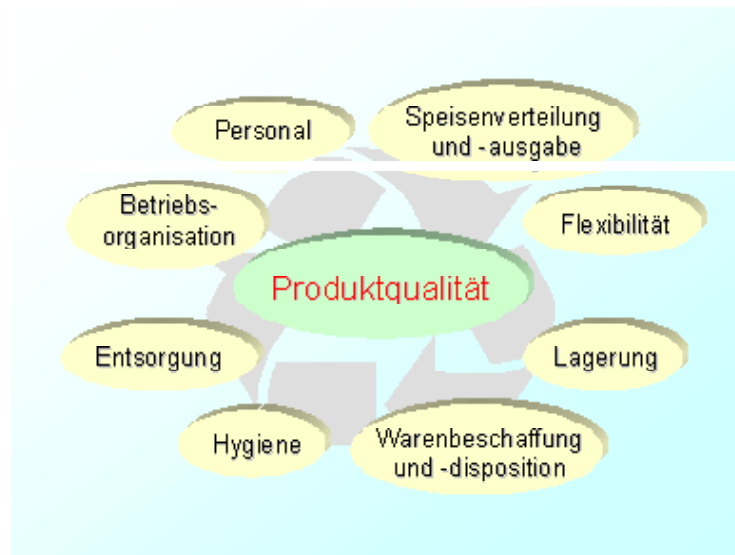 Personal
Speisenverteilung
und -ausgabe
Betriebs-
organisation
Flexibilität
Produktqualität
Entsorgung
Lagerung
Hygiene
Warenbeschaffung
und -disposition